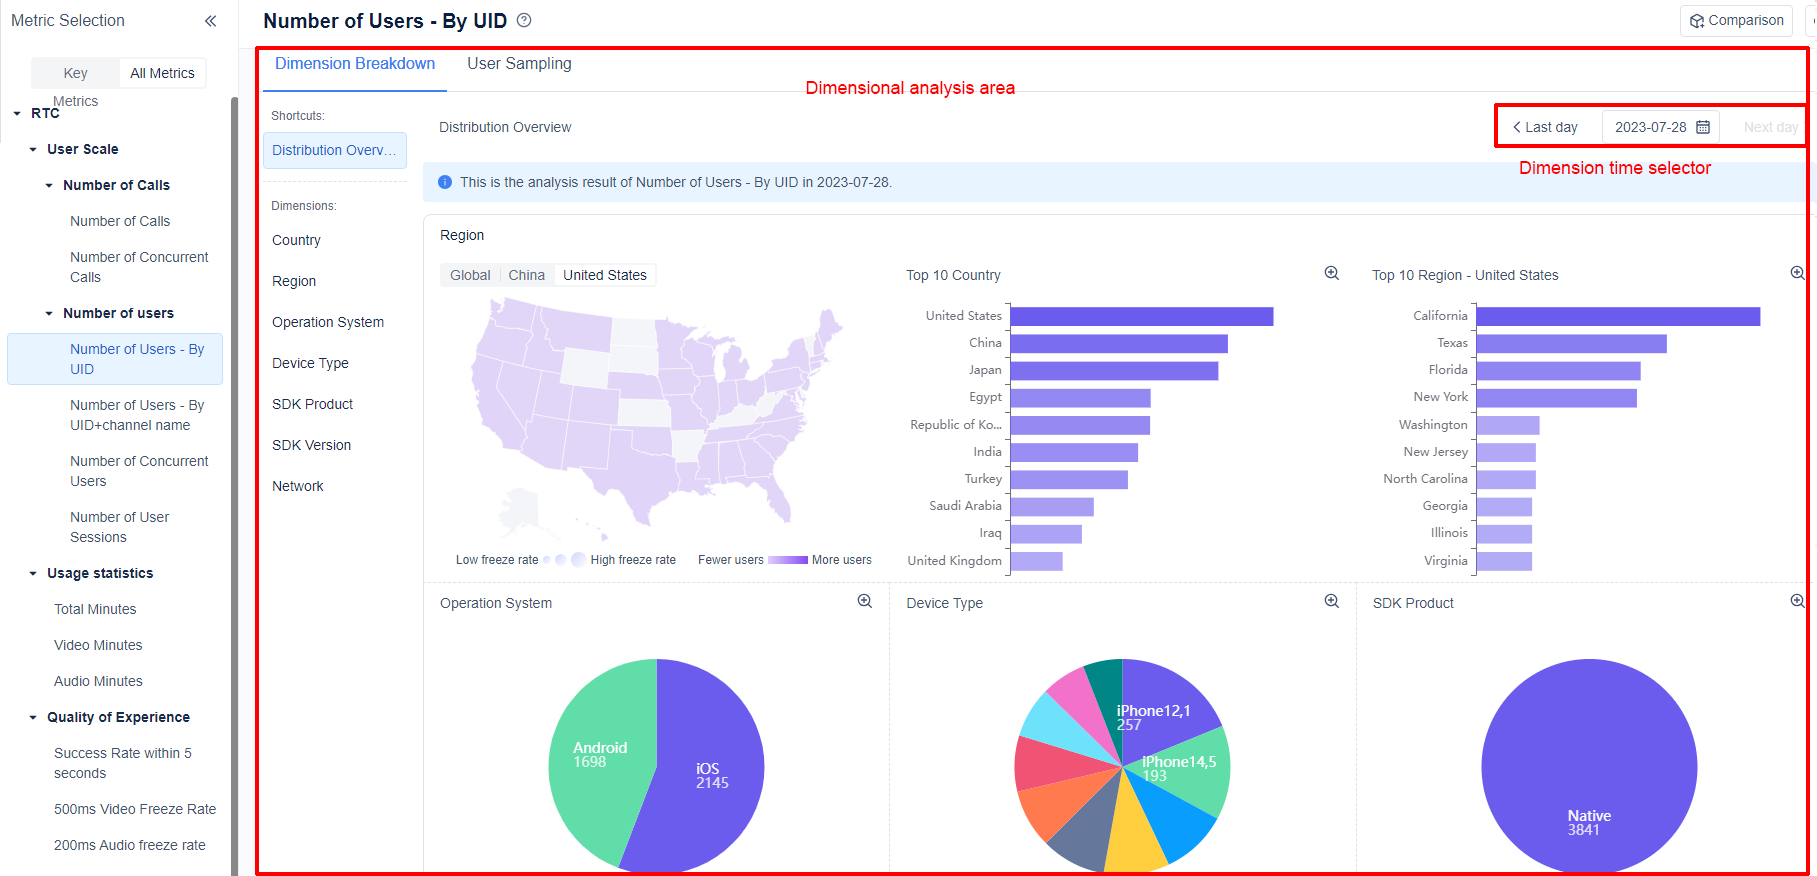 Metric Selection
Key
Metrics
All Metrics
RTC
User Scale
Number of Calls
Number of Calls
Number of Concurrent
Calls
Number of users
Number of Users - By
UID
Number of Users - By
UID+channel name
Number of Concurrent
Users
Number of User
Sessions
Usage statistics
Total Minutes
Video Minutes
Audio Minutes
Quality of Experience
Success Rate within 5
seconds
500ms Video Freeze Rate
200ms Audio freeze rate
Number of Users - By UID
Comparison
Dimension Breakdown
User Sampling
Dimensional analysis area
Shortcuts:
Distribution Overv...
Dimensions:
Country
Region
Operation System
Device Type
SDK Product
SDK Version
Network
Distribution Overview
Last day
2023-07-28
Next day
Dimension time selector
This is the analysis result of Number of Users - By UID in 2023-07-28.
Region
Global
China
United States
Low freeze rate
High freeze rate
Fewer users
More users
Top 10 Country
United States
China
Japan
Egypt
Republic of Ko...
India
Turkey
Saudi Arabia
Iraq
United Kingdom
Top 10 Region - United States
California
Texas
Florida
New York
Washington
New Jersey
North Carolina
Georgia
Illinois
Virginia
Operation System
Android
1698
iOS
2145
Device Type
iPhone12,1
257
iPhone14,5
193
SDK Product
Native
3841